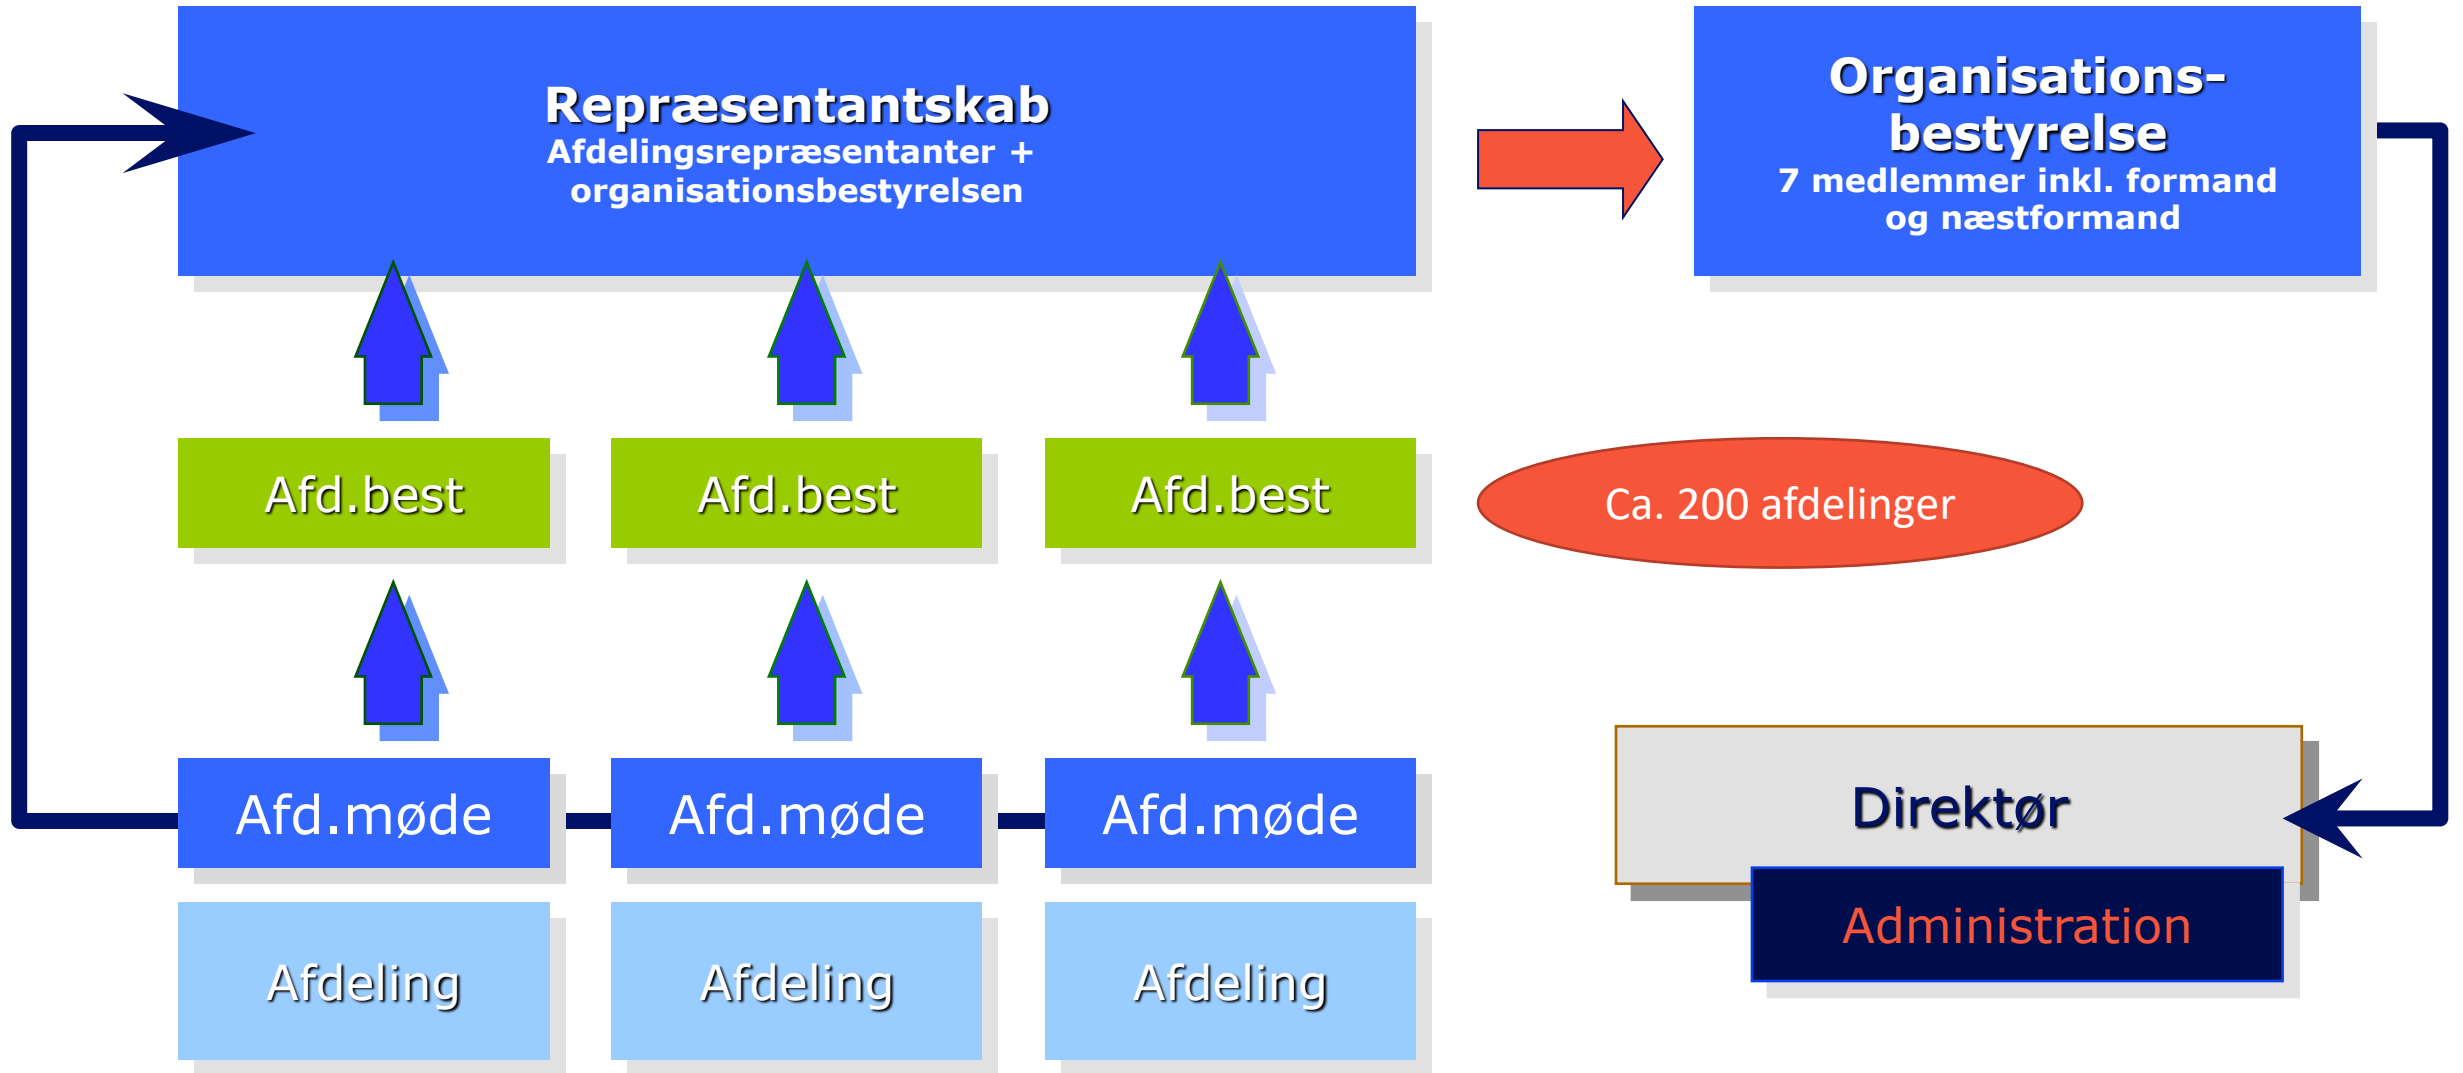 Repræsentantskab
Afdelingsrepræsentanter +
organisationsbestyrelsen
Organisations-
bestyrelse
7 medlemmer inkl. formand
og næstformand
Afd.best
Afd.best
Afd.best
Ca. 200 afdelinger
Afd.møde
Afd.møde
Afd.møde
Direktør
Administration
Afdeling
Afdeling
Afdeling